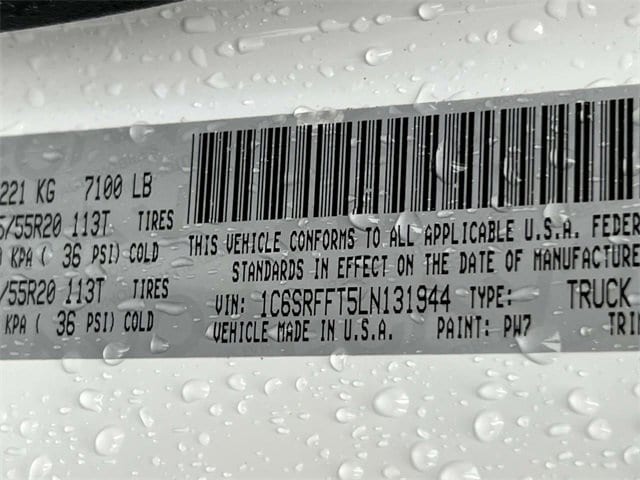 221 KG 7100 LB
/55R20 113T TIRES
KPA ( 36 PSI) COLD
/55R20 113T
KPA ( 36 PSI) COLD
THIS VEHICLE CONFORMS TO ALL APPLICABLE U.S.A. FEDER
STANDARDS IN EFFECT ON THE DATE OF MANUFACTURE
VIN: 1C6SRFFT5LN131944 TYPE: TRUCK
VEHICLE MADE IN U.S.A. PAINT: PW7 TRIM